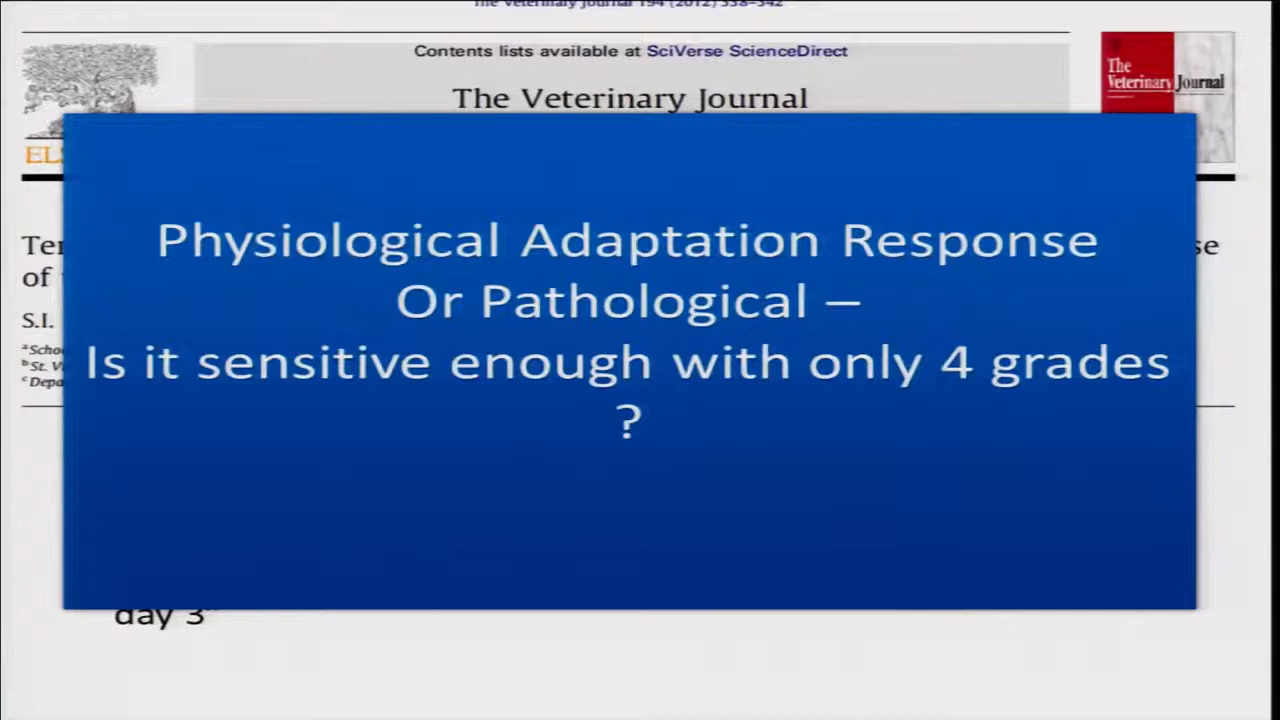 The Veterinary Journal 194 (2012) 338–342
Contents lists available at SciVerse ScienceDirect
The Veterinary Journal
The
Veterinary Journal
Physiological Adaptation Response
Or Pathological –
Is it sensitive enough with only 4 grades
?
of
S.I.
day 3"